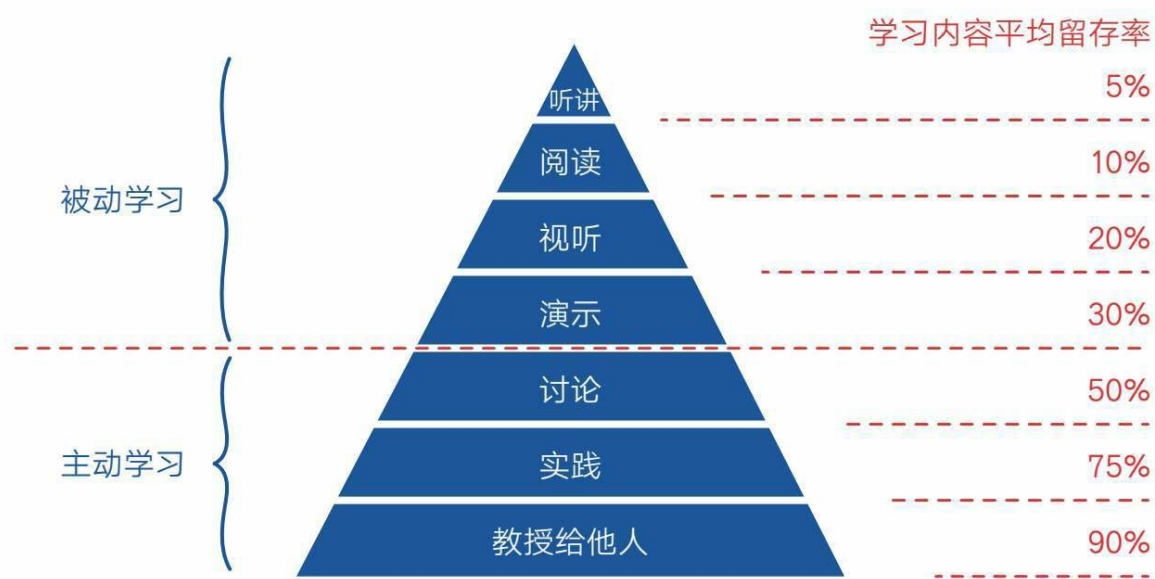 学习内容平均留存率
听讲
5%
阅读
10%
被动学习
视听
20%
演示
30%
讨论
50%
主动学习
实践
75%
教授给他人
90%